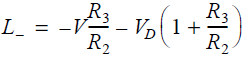 L₋ = −V R₃/R₂ − V_D (1 + R₃/R₂)